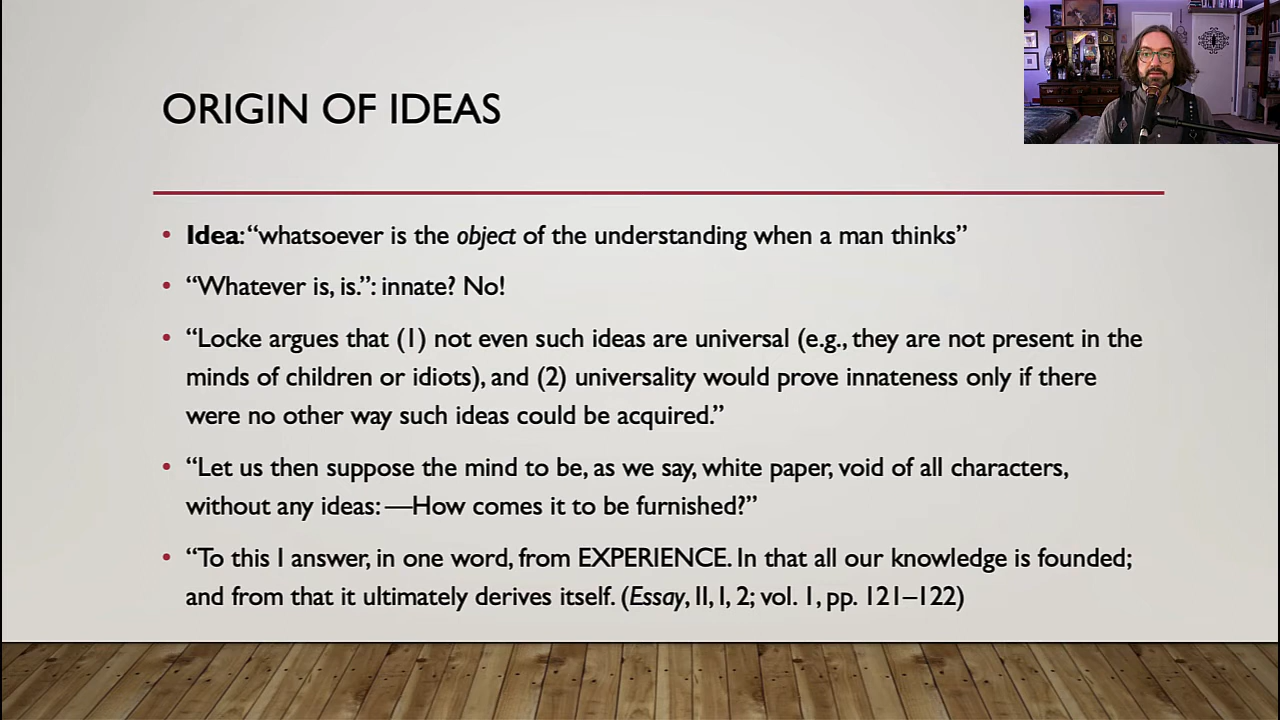 ORIGIN OF IDEAS
• Idea: “whatsoever is the object of the understanding when a man thinks”
• “Whatever is, is.”: innate? No!
• “Locke argues that (1) not even such ideas are universal (e.g., they are not present in the
minds of children or idiots), and (2) universality would prove innateness only if there
were no other way such ideas could be acquired.”
• “Let us then suppose the mind to be, as we say, white paper, void of all characters,
without any ideas: —How comes it to be furnished?”
• “To this I answer, in one word, from EXPERIENCE. In that all our knowledge is founded;
and from that it ultimately derives itself. (Essay, II, I, 2; vol. 1, pp. 121–122)